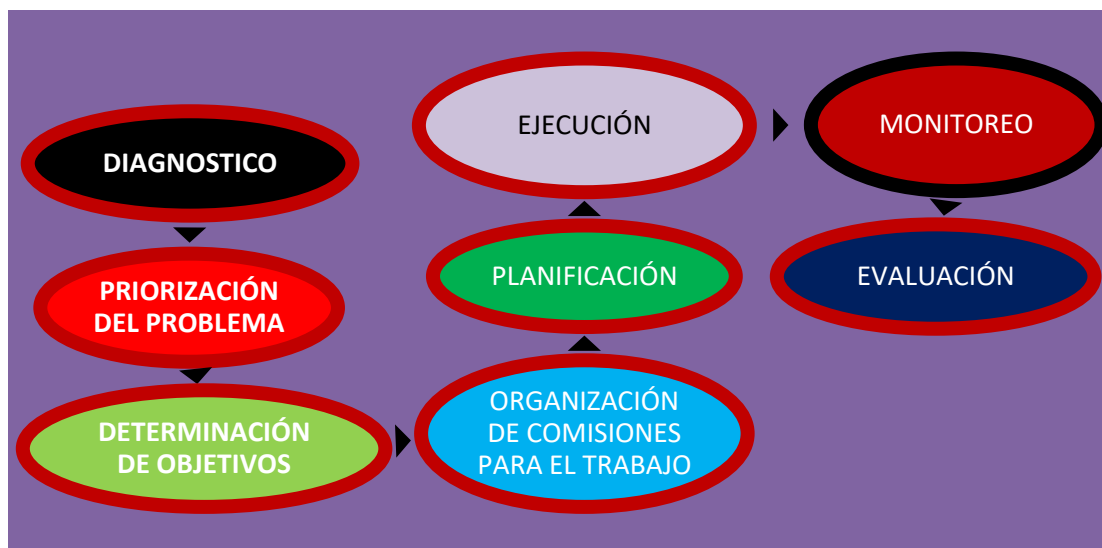 DIAGNOSTICO
PRIORIZACIÓN
DEL PROBLEMA
DETERMINACIÓN
DE OBJETIVOS
ORGANIZACIÓN
DE COMISIONES
PARA EL TRABAJO
PLANIFICACIÓN
EJECUCIÓN
MONITOREO
EVALUACIÓN